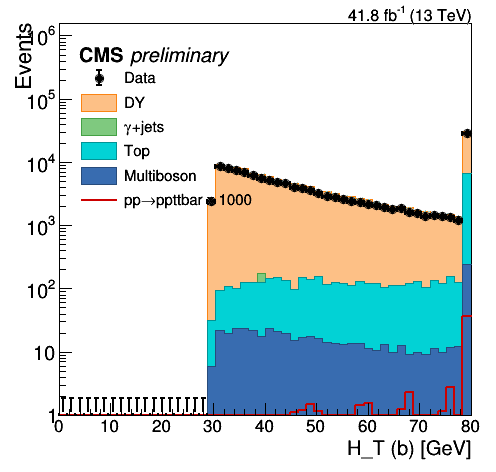 41.8 fb⁻¹ (13 TeV)
Events
CMS preliminary
Data
DY
γ+jets
Top
Multiboson
pp→ppttbar × 1000
10⁶
10⁵
10⁴
10³
10²
10
1
0 10 20 30 40 50 60 70 80
H_T (b) [GeV]